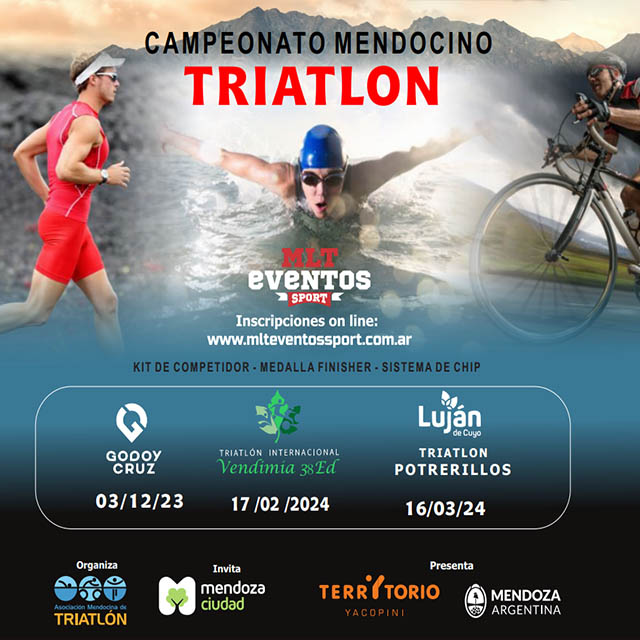 CAMPEONATO MENDOCINO
TRIATLON
MLT
eventos
SPORT
Inscripciones on line:
www.mlteventossport.com.ar
KIT DE COMPETIDOR - MEDALLA FINISHER - SISTEMA DE CHIP
GODOY
CRUZ
03/12/23
TRIATLÓN INTERNACIONAL
Vendimia 38Ed
17 /02 /2024
Luján
de Cuyo
TRIATLON
POTRERILLOS
16/03/24
Organiza
Asociación Mendocina de
TRIATLÓN
Invita
mendoza
ciudad
Presenta
TERRITORIO
YACOPINI
MENDOZA
ARGENTINA